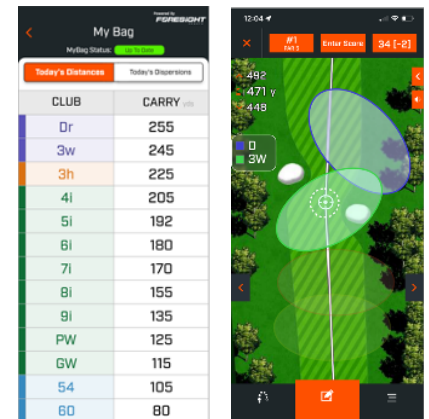 Powered by
FORESIGHT
My Bag
MyBag Status: Up To Date
Today's Distances Today's Dispersions
CLUB CARRY yds
Dr 255
3w 245
3h 225
4i 205
5i 192
6i 180
7i 170
8i 155
9i 135
PW 125
GW 115
54 105
60 80
12:04
#1
PAR 5
Enter Score
34 [-2]
492
471 y
448
D
3W